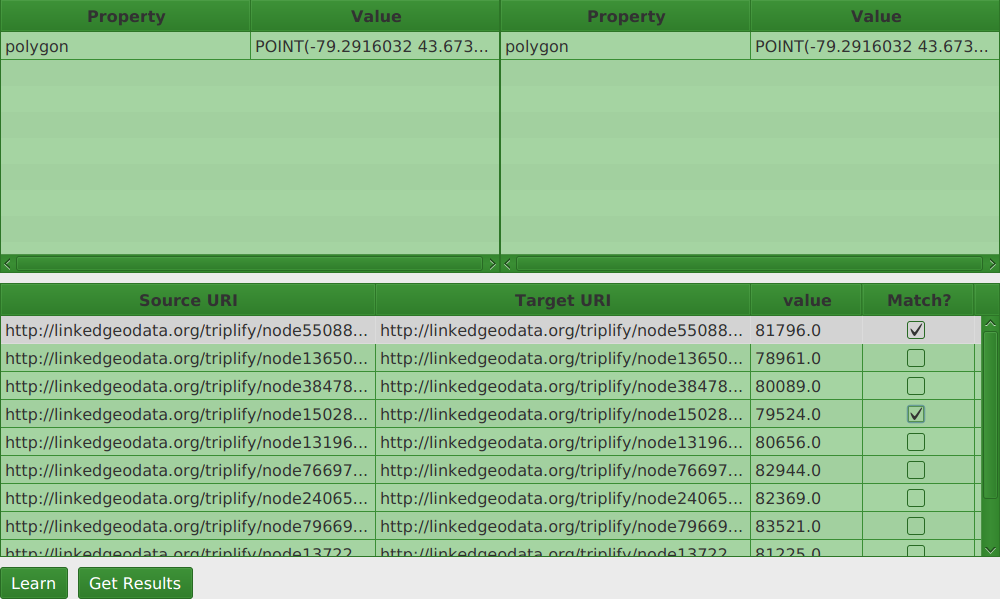 Property Value Property Value
polygon POINT(-79.2916032 43.673... polygon POINT(-79.2916032 43.673...
Source URI Target URI value Match?
http://linkedgeodata.org/triplify/node55088... http://linkedgeodata.org/triplify/node55088... 81796.0
http://linkedgeodata.org/triplify/node13650... http://linkedgeodata.org/triplify/node13650... 78961.0
http://linkedgeodata.org/triplify/node38478... http://linkedgeodata.org/triplify/node38478... 80089.0
http://linkedgeodata.org/triplify/node15028... http://linkedgeodata.org/triplify/node15028... 79524.0
http://linkedgeodata.org/triplify/node13196... http://linkedgeodata.org/triplify/node13196... 80656.0
http://linkedgeodata.org/triplify/node76697... http://linkedgeodata.org/triplify/node76697... 82944.0
http://linkedgeodata.org/triplify/node24065... http://linkedgeodata.org/triplify/node24065... 82369.0
http://linkedgeodata.org/triplify/node79669... http://linkedgeodata.org/triplify/node79669... 83521.0
http://linkedgeodata.org/triplify/node13722... http://linkedgeodata.org/triplify/node13722... 81225.0
Learn Get Results